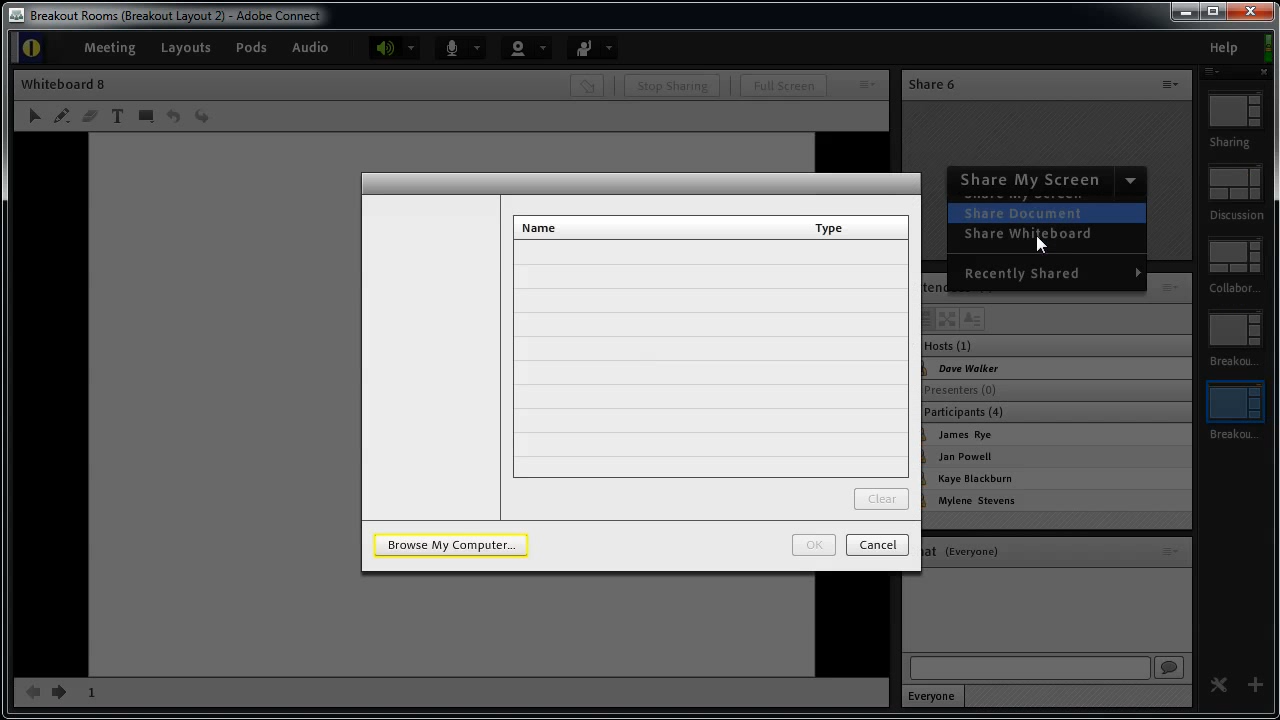 Breakout Rooms (Breakout Layout 2) - Adobe Connect
Meeting Layouts Pods Audio Help
Whiteboard 8 Stop Sharing Full Screen
Share 6
Sharing
Discussion
Collabor...
Breakou...
Breakou...
Share My Screen
Share My Screen
Share Document
Share Whiteboard
Recently Shared
Name Type
Hosts (1)
Dave Walker
Presenters (0)
Participants (4)
James Rye
Jan Powell
Kaye Blackburn
Mylene Stevens
Clear
Browse My Computer... OK Cancel
(Everyone)
Everyone
1